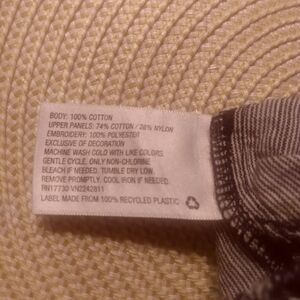 BODY: 100% COTTON
UPPER PANELS: 74% COTTON / 26% NYLON
EMBROIDERY: 100% POLYESTER
EXCLUSIVE OF DECORATION
MACHINE WASH COLD WITH LIKE COLORS.
GENTLE CYCLE, ONLY NON-CHLORINE
BLEACH IF NEEDED. TUMBLE DRY LOW.
REMOVE PROMPTLY. COOL IRON IF NEEDED.
RN17730 VN2242811
LABEL MADE FROM 100% RECYCLED PLASTIC